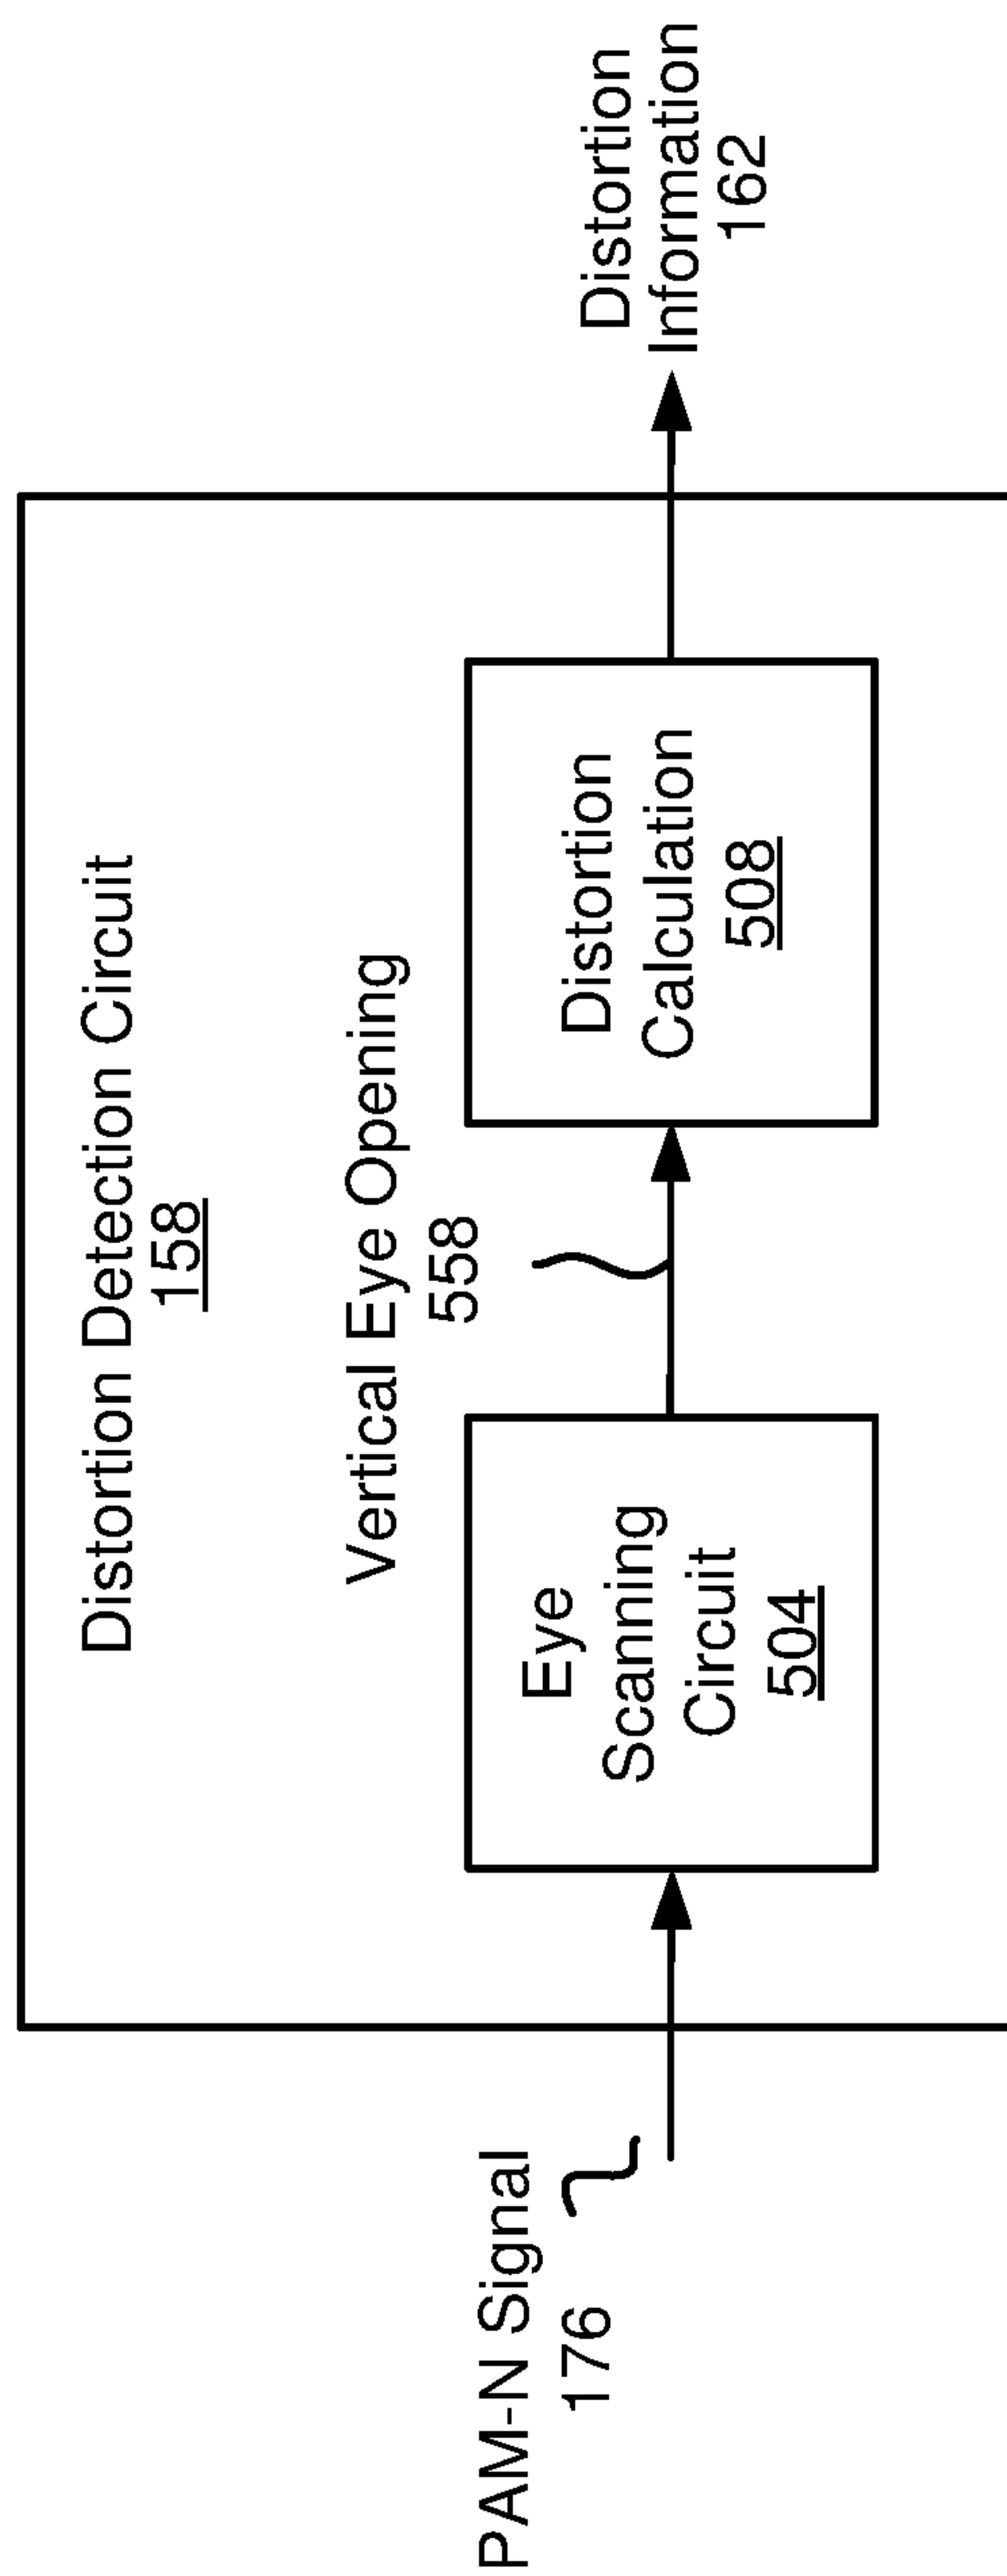 Distortion Detection Circuit
158
PAM-N Signal
176
Eye
Scanning
Circuit
504
Vertical Eye Opening
558
Distortion
Calculation
508
Distortion
Information
162